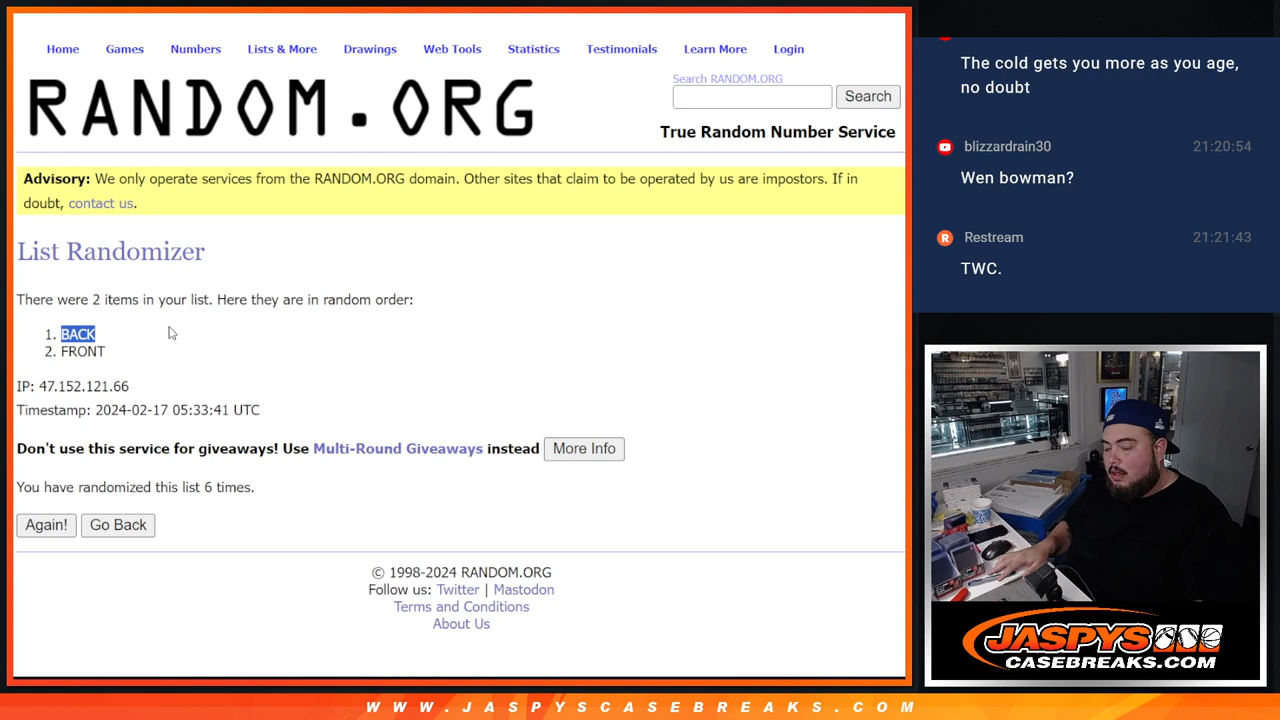 Home Games Numbers Lists & More Drawings Web Tools Statistics Testimonials Learn More Login
RANDOM.ORG
Search RANDOM.ORG
Search
True Random Number Service
Advisory: We only operate services from the RANDOM.ORG domain. Other sites that claim to be operated by us are impostors. If in
doubt, contact us.
List Randomizer
There were 2 items in your list. Here they are in random order:
1. BACK
2. FRONT
IP: 47.152.121.66
Timestamp: 2024-02-17 05:33:41 UTC
Don't use this service for giveaways! Use Multi-Round Giveaways instead More Info
You have randomized this list 6 times.
Again! Go Back
© 1998-2024 RANDOM.ORG
Follow us: Twitter | Mastodon
Terms and Conditions
About Us
The cold gets you more as you age,
no doubt
blizzardrain30 21:20:54
Wen bowman?
Restream 21:21:43
TWC.
JASPYS
CASEBREAKS.COM
WWW.JASPYSCASEBREAKS.COM